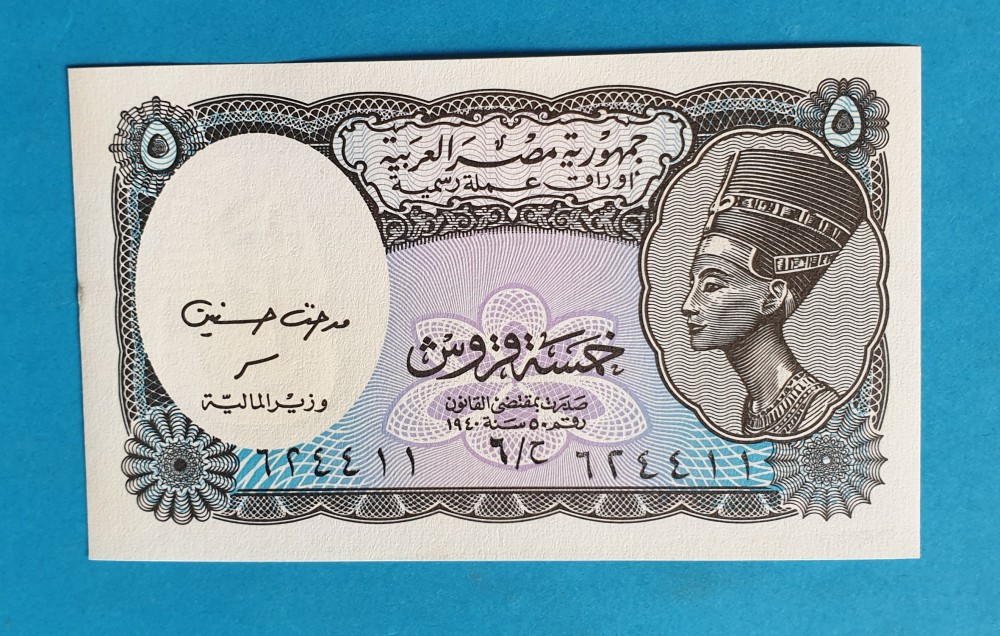 ٥
٥
جمهورية مصر العربية
أوراق عملة رسمية
خمسة قروش
صدرت بمقتضى القانون
رقم ٥٠ سنة ١٩٤٠
ح/٦
٦٢٤٤١١
٦٢٤٤١١
مدحت حسنين
وزير المالية